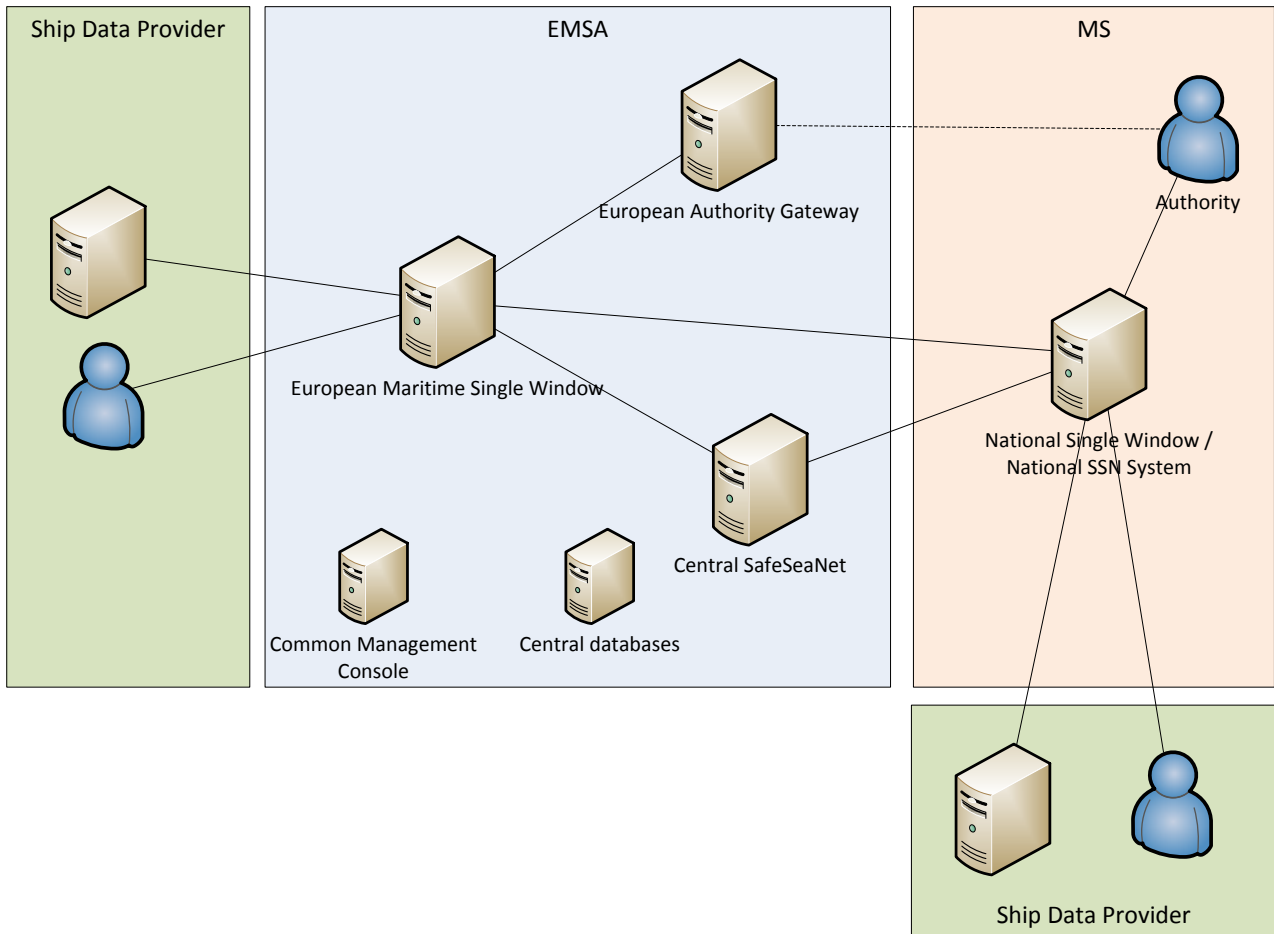 Ship Data Provider
EMSA
MS
European Authority Gateway
Authority
European Maritime Single Window
National Single Window /
National SSN System
Central SafeSeaNet
Common Management
Console
Central databases
Ship Data Provider